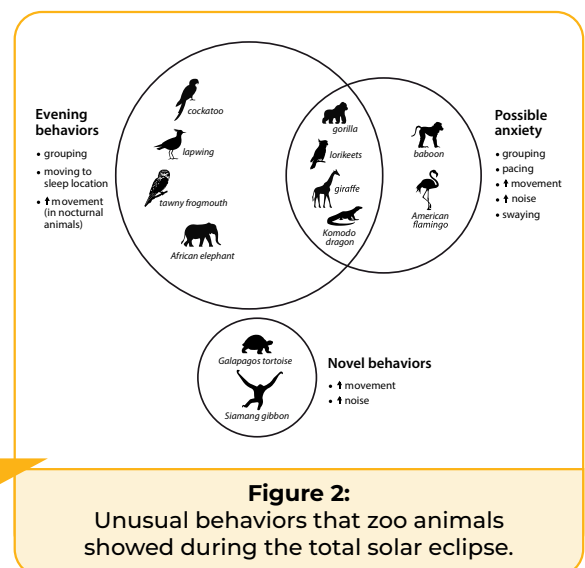 Evening
behaviors
• grouping
• moving to
sleep location
• ⬆movement
(in nocturnal
animals)
cockatoo
lapwing
tawny frogmouth
African elephant
gorilla
lorikeets
giraffe
Komodo
dragon
baboon
American
flamingo
Possible
anxiety
• grouping
• pacing
• ⬆ movement
• ⬆ noise
• swaying
Galapagos tortoise
Siamang gibbon
Novel behaviors
• ⬆ movement
• ⬆ noise
Figure 2:
Unusual behaviors that zoo animals
showed during the total solar eclipse.